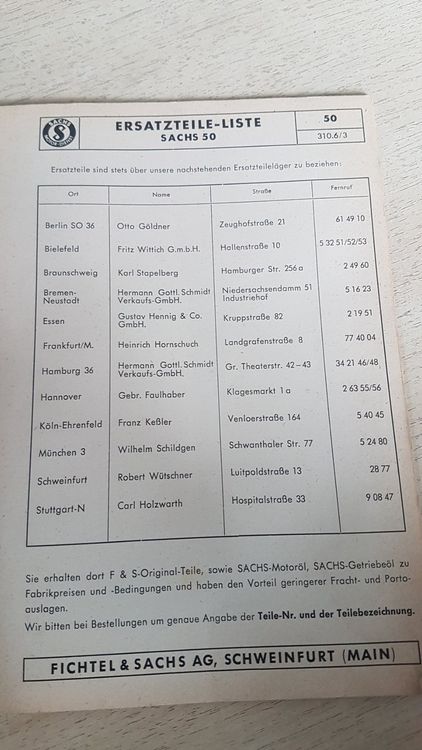 SACHS
S
ERSATZTEILE-LISTE
SACHS 50
50
310.6/3
Ersatzteile sind stets über unsere nachstehenden Ersatzteileläger zu beziehen:
Ort Name Straße Fernruf
Berlin SO 36 Otto Göldner Zeughofstraße 21 61 49 10
Bielefeld Fritz Wittich G.m.b.H. Hallenstraße 10 5 32 51/52/53
Braunschweig Karl Stapelberg Hamburger Str. 256 a 2 49 60
Bremen- Hermann Gottl. Schmidt Niedersachsendamm 51 5 16 23
Neustadt Verkaufs-GmbH. Industriehof
Essen Gustav Hennig & Co. Kruppstraße 82 2 19 51
GmbH.
Frankfurt/M. Heinrich Hornschuch Landgrafenstraße 8 77 40 04
Hamburg 36 Hermann Gottl. Schmidt Gr. Theaterstr. 42–43 34 21 46/48
Verkaufs-GmbH.
Hannover Gebr. Faulhaber Klagesmarkt 1 a 2 63 55/56
Köln-Ehrenfeld Franz Keßler Venloerstraße 164 5 40 45
München 3 Wilhelm Schildgen Schwanthaler Str. 77 5 24 80
Schweinfurt Robert Wütschner Luitpoldstraße 13 28 77
Stuttgart-N Carl Holzwarth Hospitalstraße 33 9 08 47
Sie erhalten dort F & S-Original-Teile, sowie SACHS-Motoröl, SACHS-Getriebeöl zu
Fabrikpreisen und -Bedingungen und haben den Vorteil geringerer Fracht- und Porto-
auslagen.
Wir bitten bei Bestellungen um genaue Angabe der Teile-Nr. und der Teilebezeichnung.
FICHTEL & SACHS AG, SCHWEINFURT (MAIN)